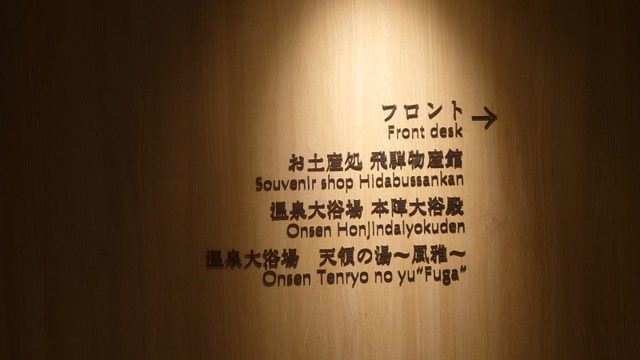 フロント →
Front desk
お土産処 飛騨物産館
Souvenir shop Hidabussankan
温泉大浴場 本陣大浴殿
Onsen Honjindaiyokuden
温泉大浴場　天領の湯〜風雅〜
Onsen Tenryo no yu“Fuga”